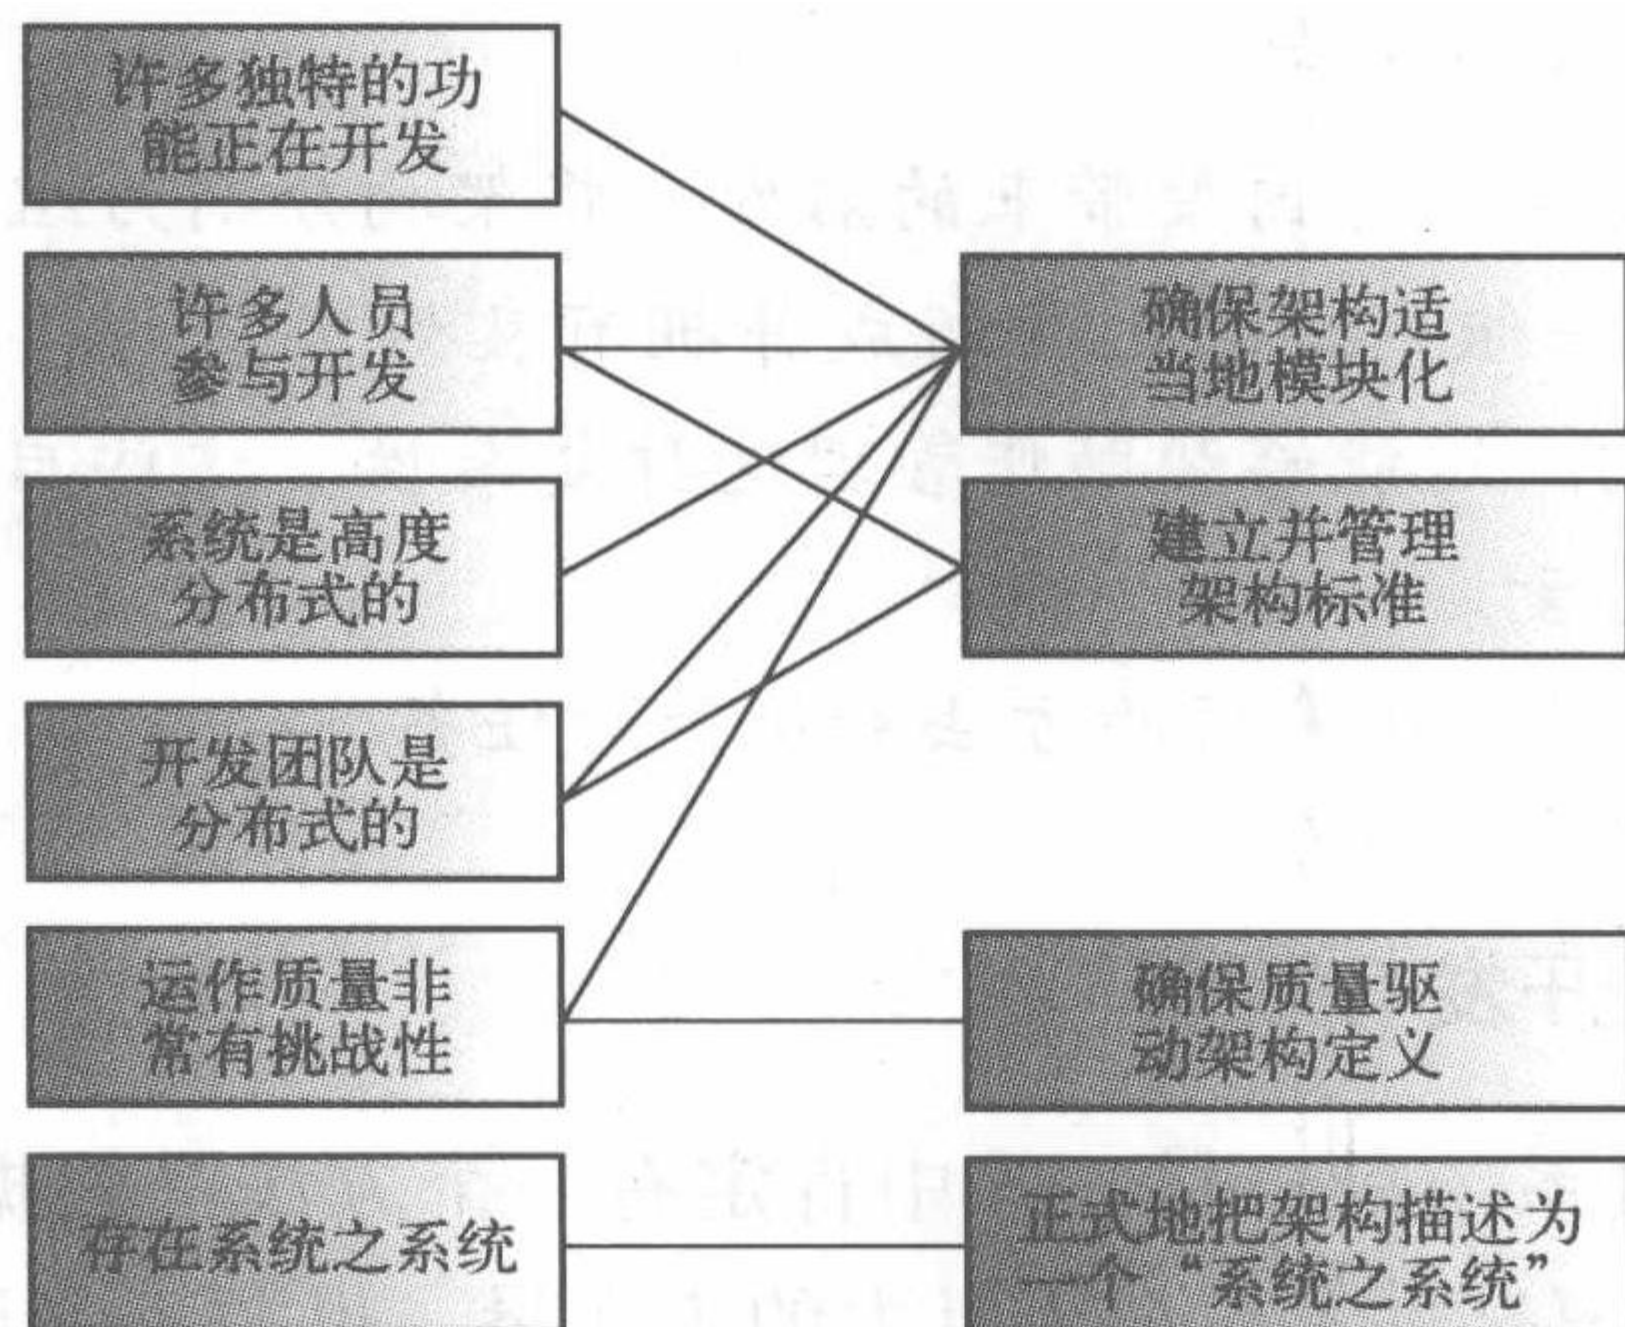 许多独特的功
能正在开发
许多人员
参与开发
系统是高度
分布式的
开发团队是
分布式的
运作质量非
常有挑战性
存在系统之系统
确保架构适
当地模块化
建立并管理
架构标准
确保质量驱
动架构定义
正式地把架构描述为
一个“系统之系统”